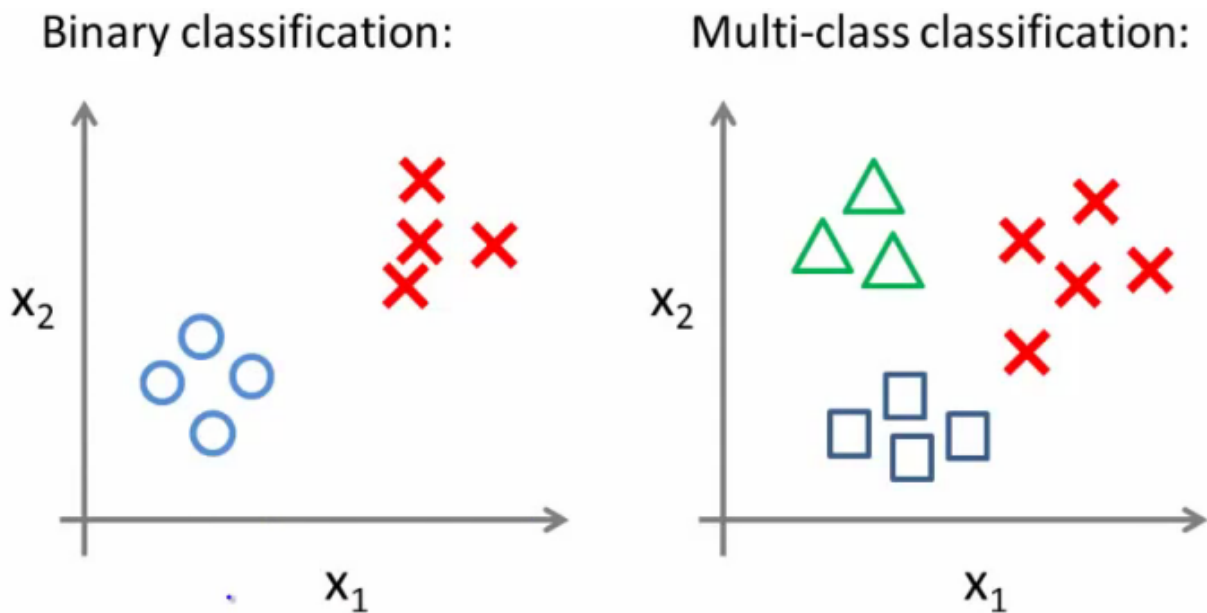 Binary classification:
Multi-class classification:
x₂
x₁
x₂
x₁